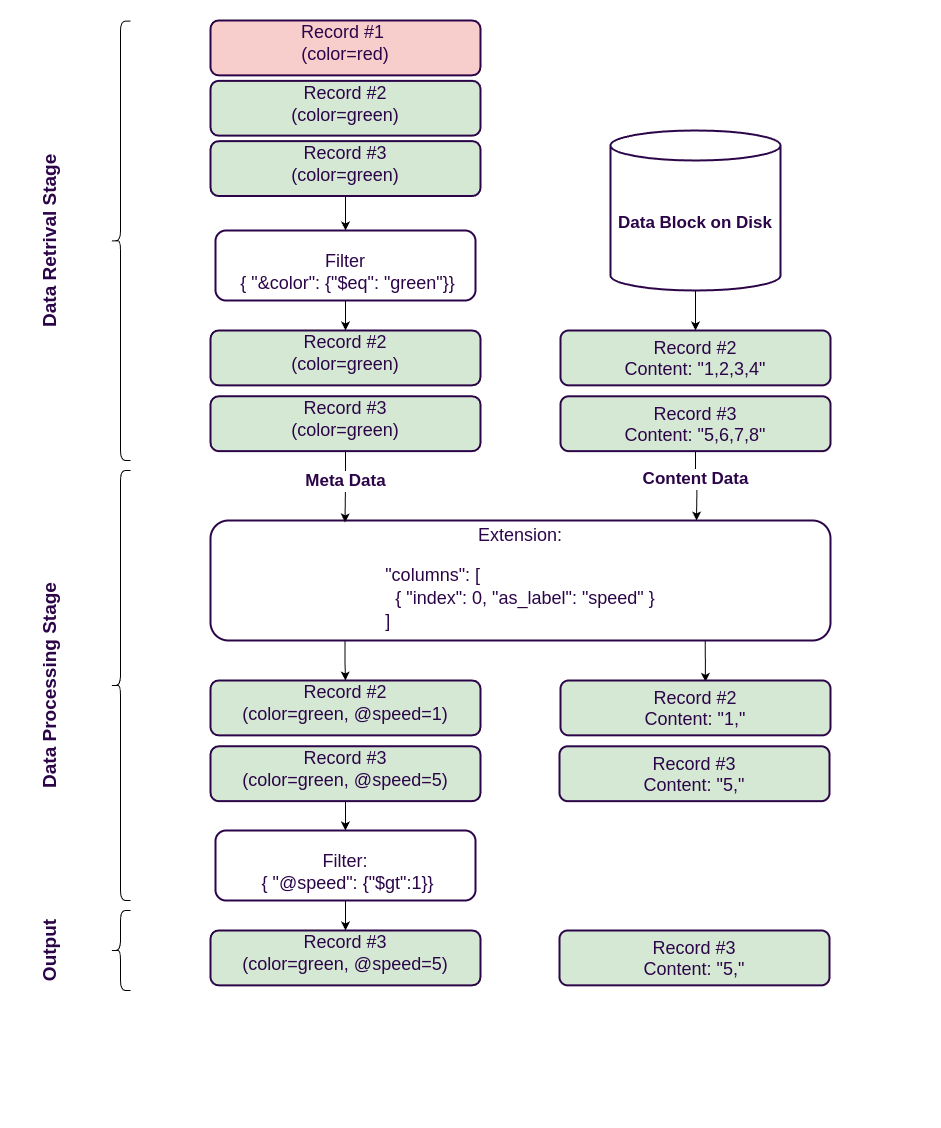 Data Retrival Stage
Record #1
(color=red)
Record #2
(color=green)
Record #3
(color=green)
Data Block on Disk
Filter
{ "&color": {"$eq": "green"}}
Record #2
(color=green)
Record #2
Content: "1,2,3,4"
Record #3
(color=green)
Record #3
Content: "5,6,7,8"
Meta Data
Content Data
Data Processing Stage
Extension:
"columns": [
{ "index": 0, "as_label": "speed" }
]
Record #2
(color=green, @speed=1)
Record #2
Content: "1,"
Record #3
(color=green, @speed=5)
Record #3
Content: "5,"
Filter:
{ "@speed": {"$gt":1}}
Output
Record #3
(color=green, @speed=5)
Record #3
Content: "5,"